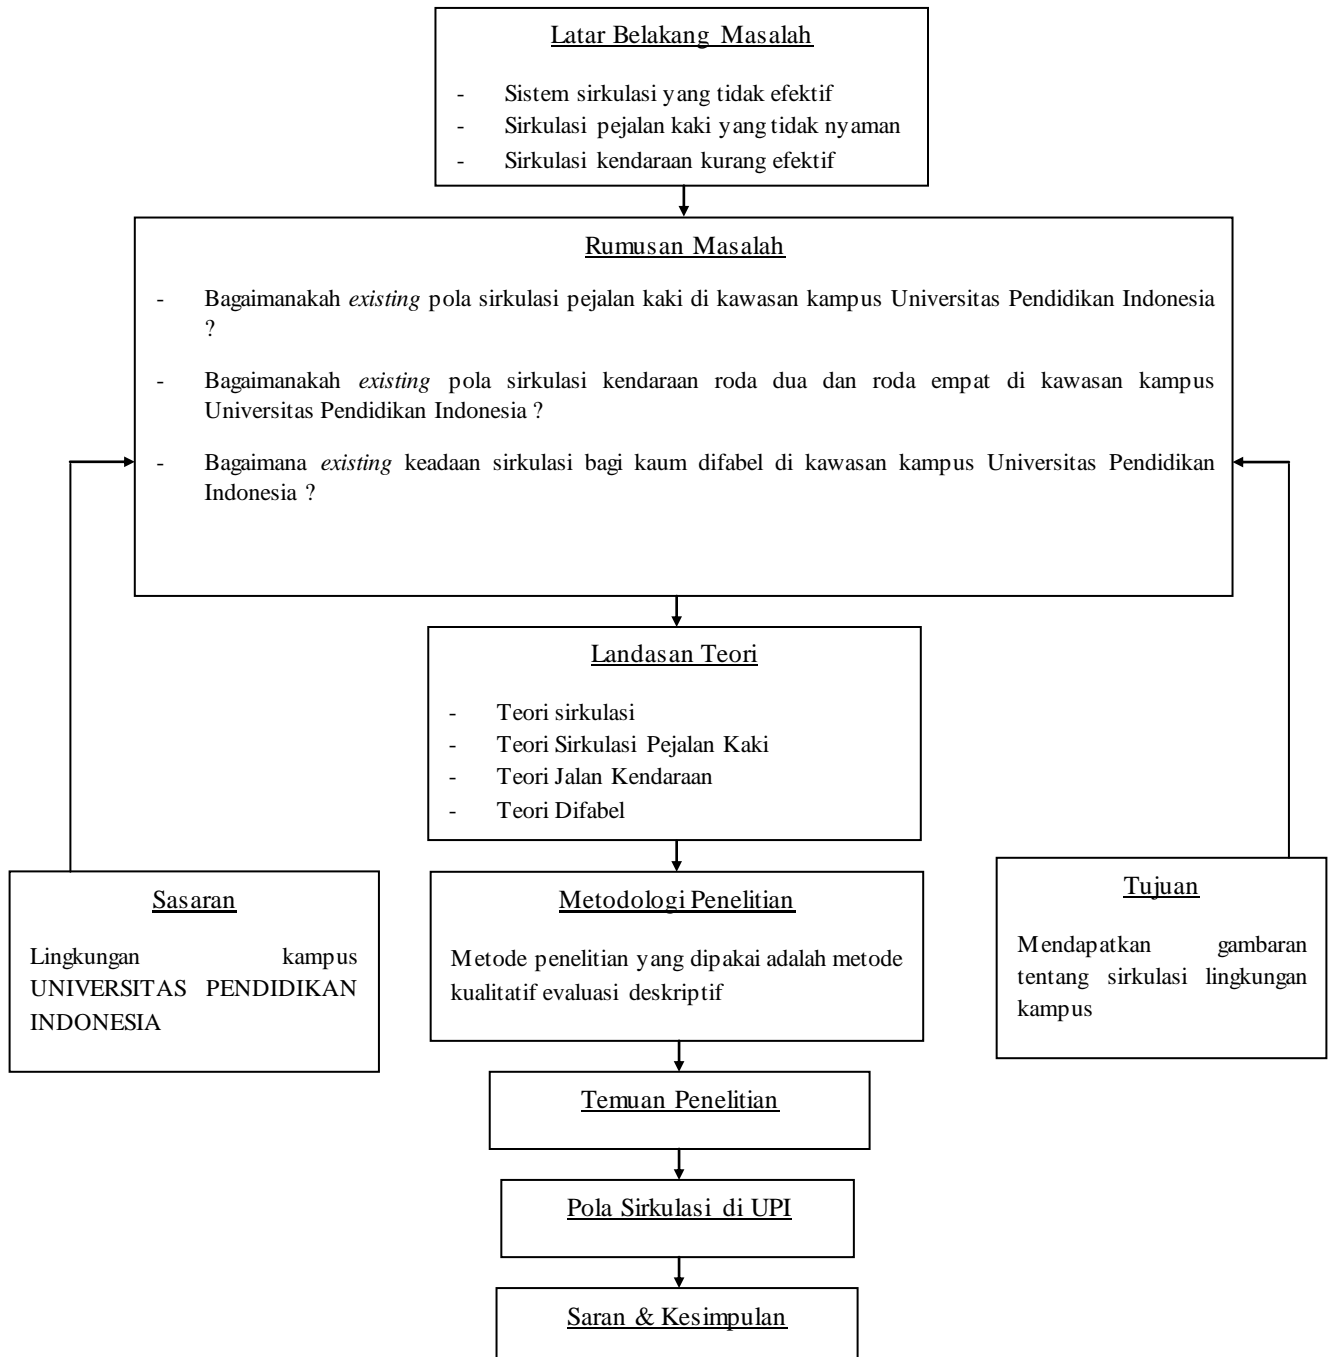 Latar Belakang Masalah
- Sistem sirkulasi yang tidak efektif
- Sirkulasi pejalan kaki yang tidak nyaman
- Sirkulasi kendaraan kurang efektif
Rumusan Masalah
- Bagaimanakah existing pola sirkulasi pejalan kaki di kawasan kampus Universitas Pendidikan Indonesia
?
- Bagaimanakah existing pola sirkulasi kendaraan roda dua dan roda empat di kawasan kampus
Universitas Pendidikan Indonesia ?
- Bagaimana existing keadaan sirkulasi bagi kaum difabel di kawasan kampus Universitas Pendidikan
Indonesia ?
Landasan Teori
- Teori sirkulasi
- Teori Sirkulasi Pejalan Kaki
- Teori Jalan Kendaraan
- Teori Difabel
Sasaran
Lingkungan kampus
UNIVERSITAS PENDIDIKAN
INDONESIA
Metodologi Penelitian
Metode penelitian yang dipakai adalah metode
kualitatif evaluasi deskriptif
Tujuan
Mendapatkan gambaran
tentang sirkulasi lingkungan
kampus
Temuan Penelitian
Pola Sirkulasi di UPI
Saran & Kesimpulan